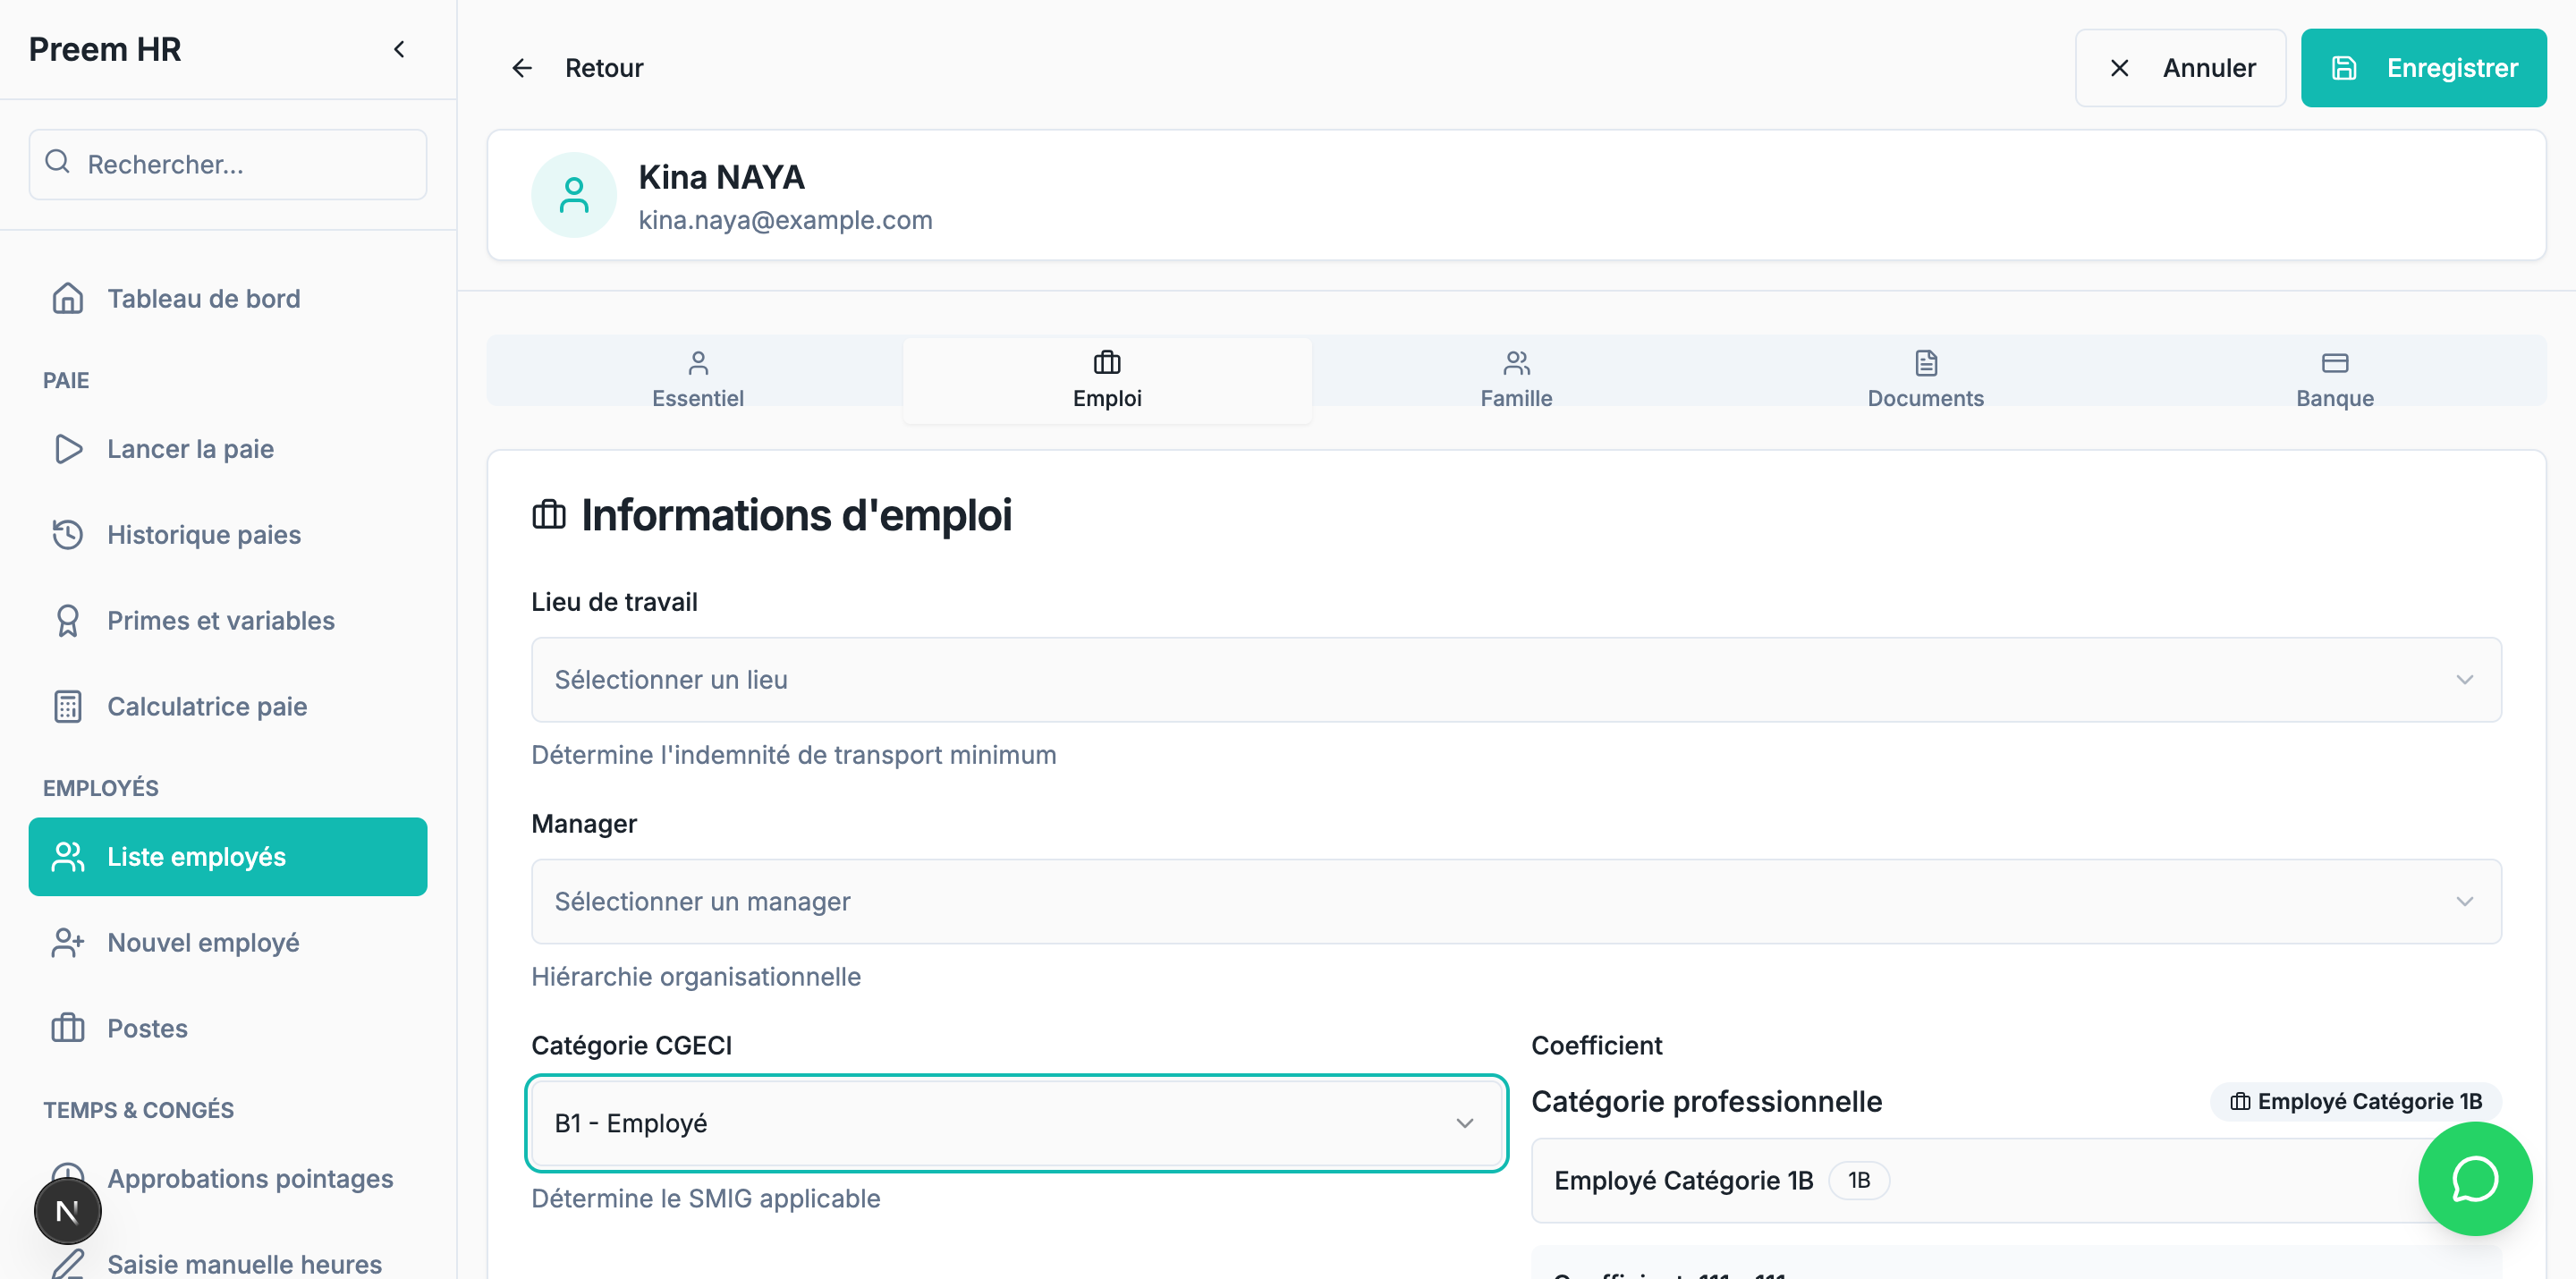 Preem HR
Rechercher...
Tableau de bord
PAIE
Lancer la paie
Historique paies
Primes et variables
Calculatrice paie
EMPLOYÉS
Liste employés
Nouvel employé
Postes
TEMPS & CONGÉS
Approbations pointages
N
Saisie manuelle heures
Retour
Annuler
Enregistrer
Kina NAYA
kina.naya@example.com
Essentiel
Emploi
Famille
Documents
Banque
Informations d'emploi
Lieu de travail
Sélectionner un lieu
Détermine l'indemnité de transport minimum
Manager
Sélectionner un manager
Hiérarchie organisationnelle
Catégorie CGECI
B1 - Employé
Détermine le SMIG applicable
Coefficient
Catégorie professionnelle
Employé Catégorie 1B
Employé Catégorie 1B 1B